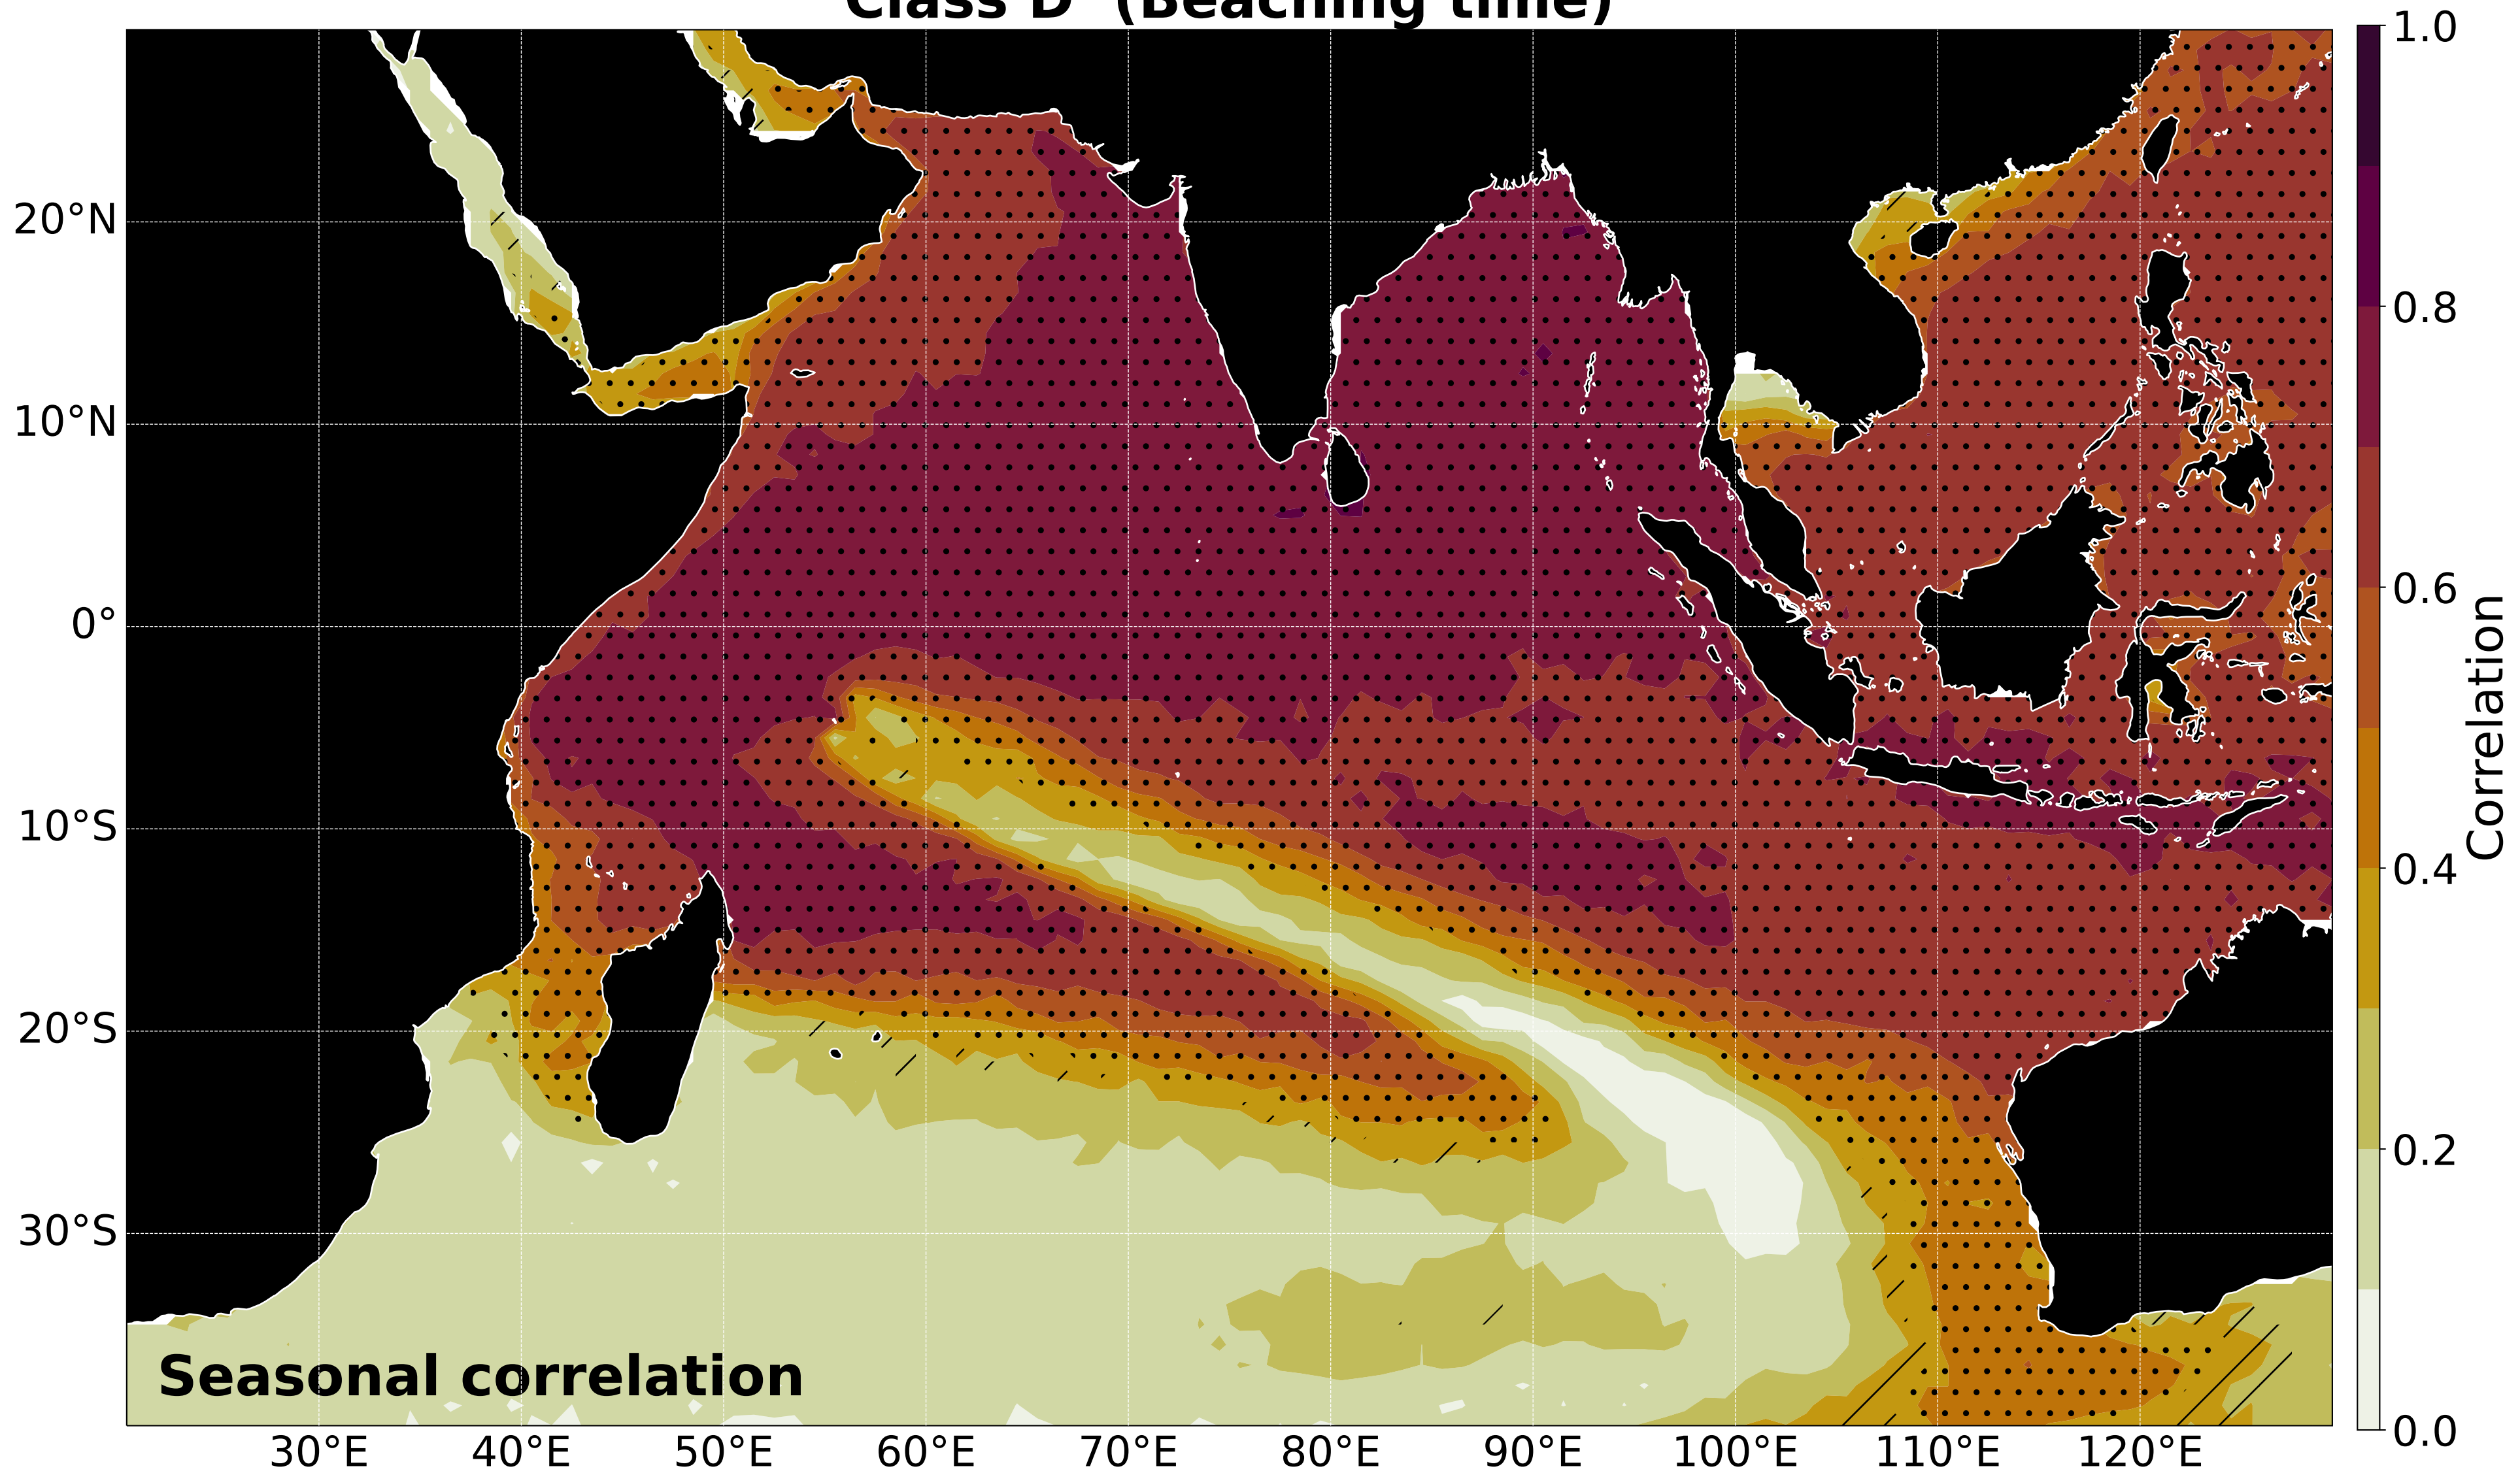 Class D (Beaching time)
1.0
0.8
0.6
0.4
0.2
0.0
Correlation
20°N
10°N
0°
10°S
20°S
30°S
Seasonal correlation
30°E 40°E 50°E 60°E 70°E 80°E 90°E 100°E 110°E 120°E